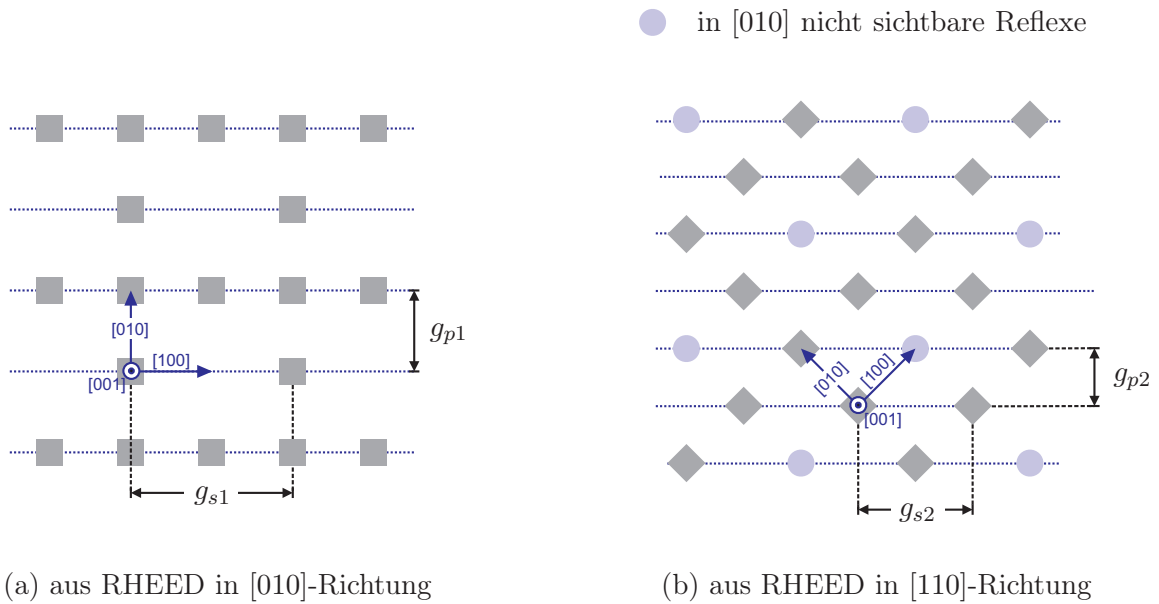 in [010] nicht sichtbare Reflexe
[010]
[100]
[001]
g_{p1}
g_{s1}
(a) aus RHEED in [010]-Richtung
[010]
[100]
[001]
g_{p2}
g_{s2}
(b) aus RHEED in [110]-Richtung